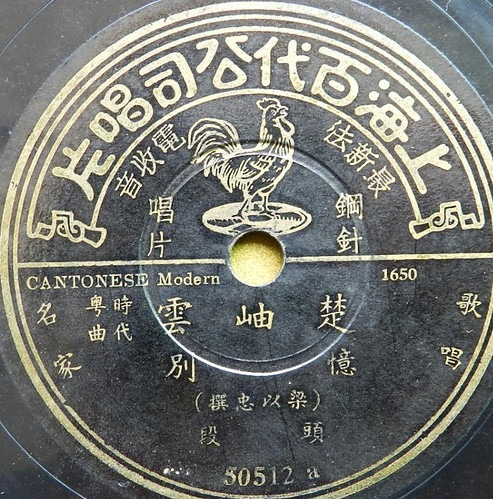 上海百代公司唱片
最新法電收音
鋼針
唱片
CANTONESE Modern 1650
歌唱名家
楚岫雲
時代
粵曲
憶別
(梁以忠撰)
頭段
50512 a